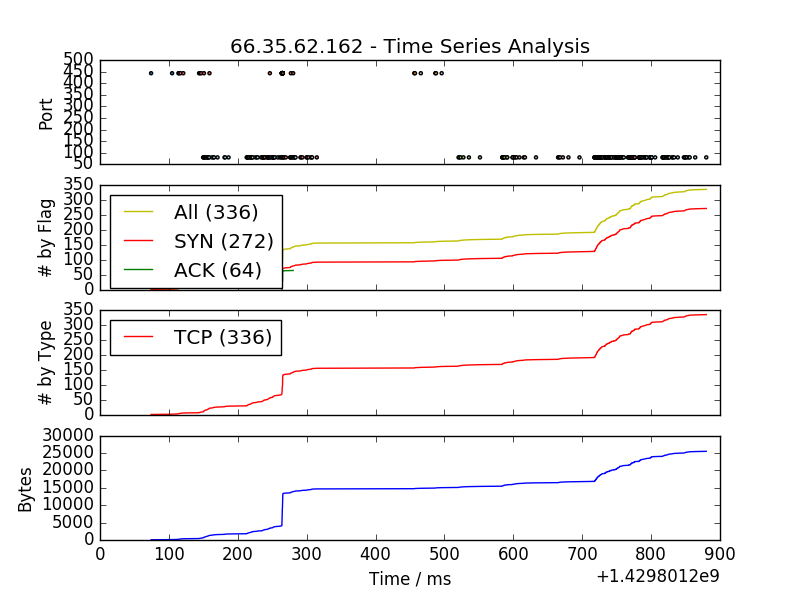 66.35.62.162 - Time Series Analysis
500
450
400
350
300
250
200
150
100
50
Port
350
300
250
200
150
100
50
0
# by Flag
All (336)
SYN (272)
ACK (64)
350
300
250
200
150
100
50
0
# by Type
TCP (336)
30000
25000
20000
15000
10000
5000
0
Bytes
0 100 200 300 400 500 600 700 800 900
Time / ms
+1.4298012e9